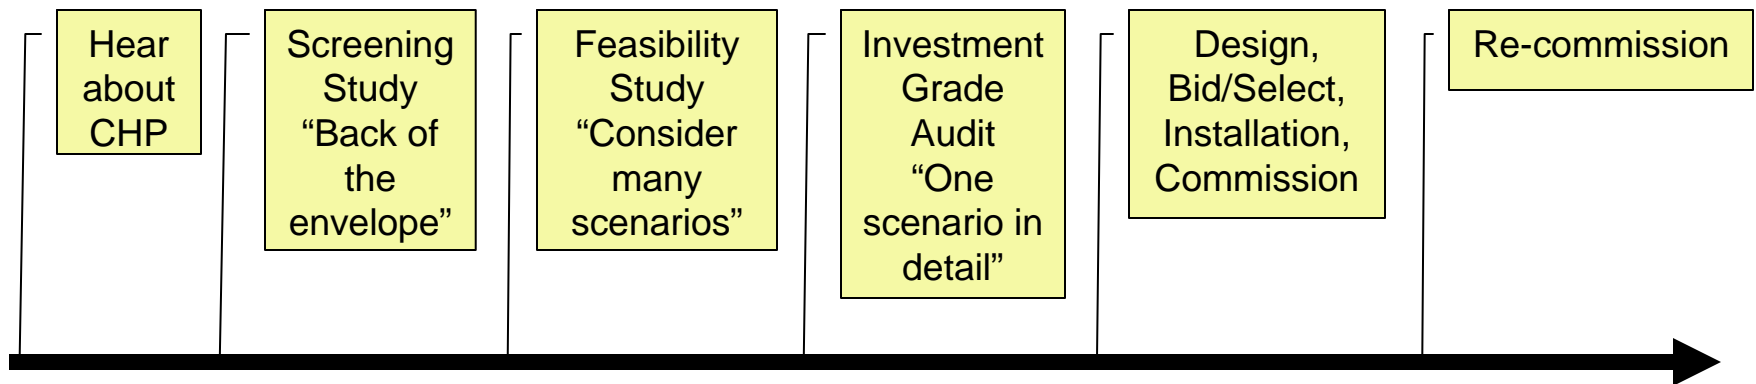 Hear
about
CHP
Screening
Study
“Back of
the
envelope”
Feasibility
Study
“Consider
many
scenarios”
Investment
Grade
Audit
“One
scenario in
detail”
Design,
Bid/Select,
Installation,
Commission
Re-commission